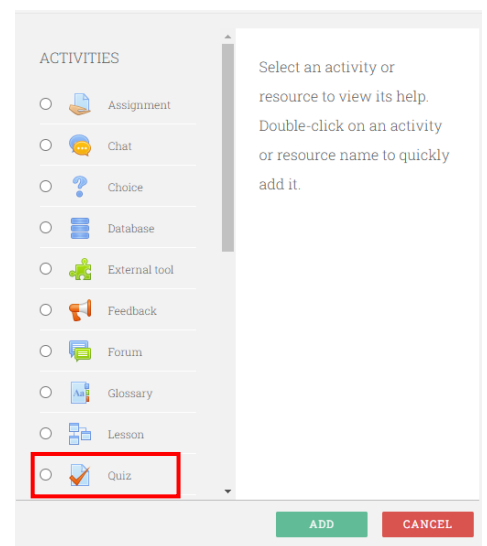 ACTIVITIES
Assignment
Chat
Choice
Database
External tool
Feedback
Forum
Glossary
Lesson
Quiz
Select an activity or
resource to view its help.
Double-click on an activity
or resource name to quickly
add it.
ADD
CANCEL